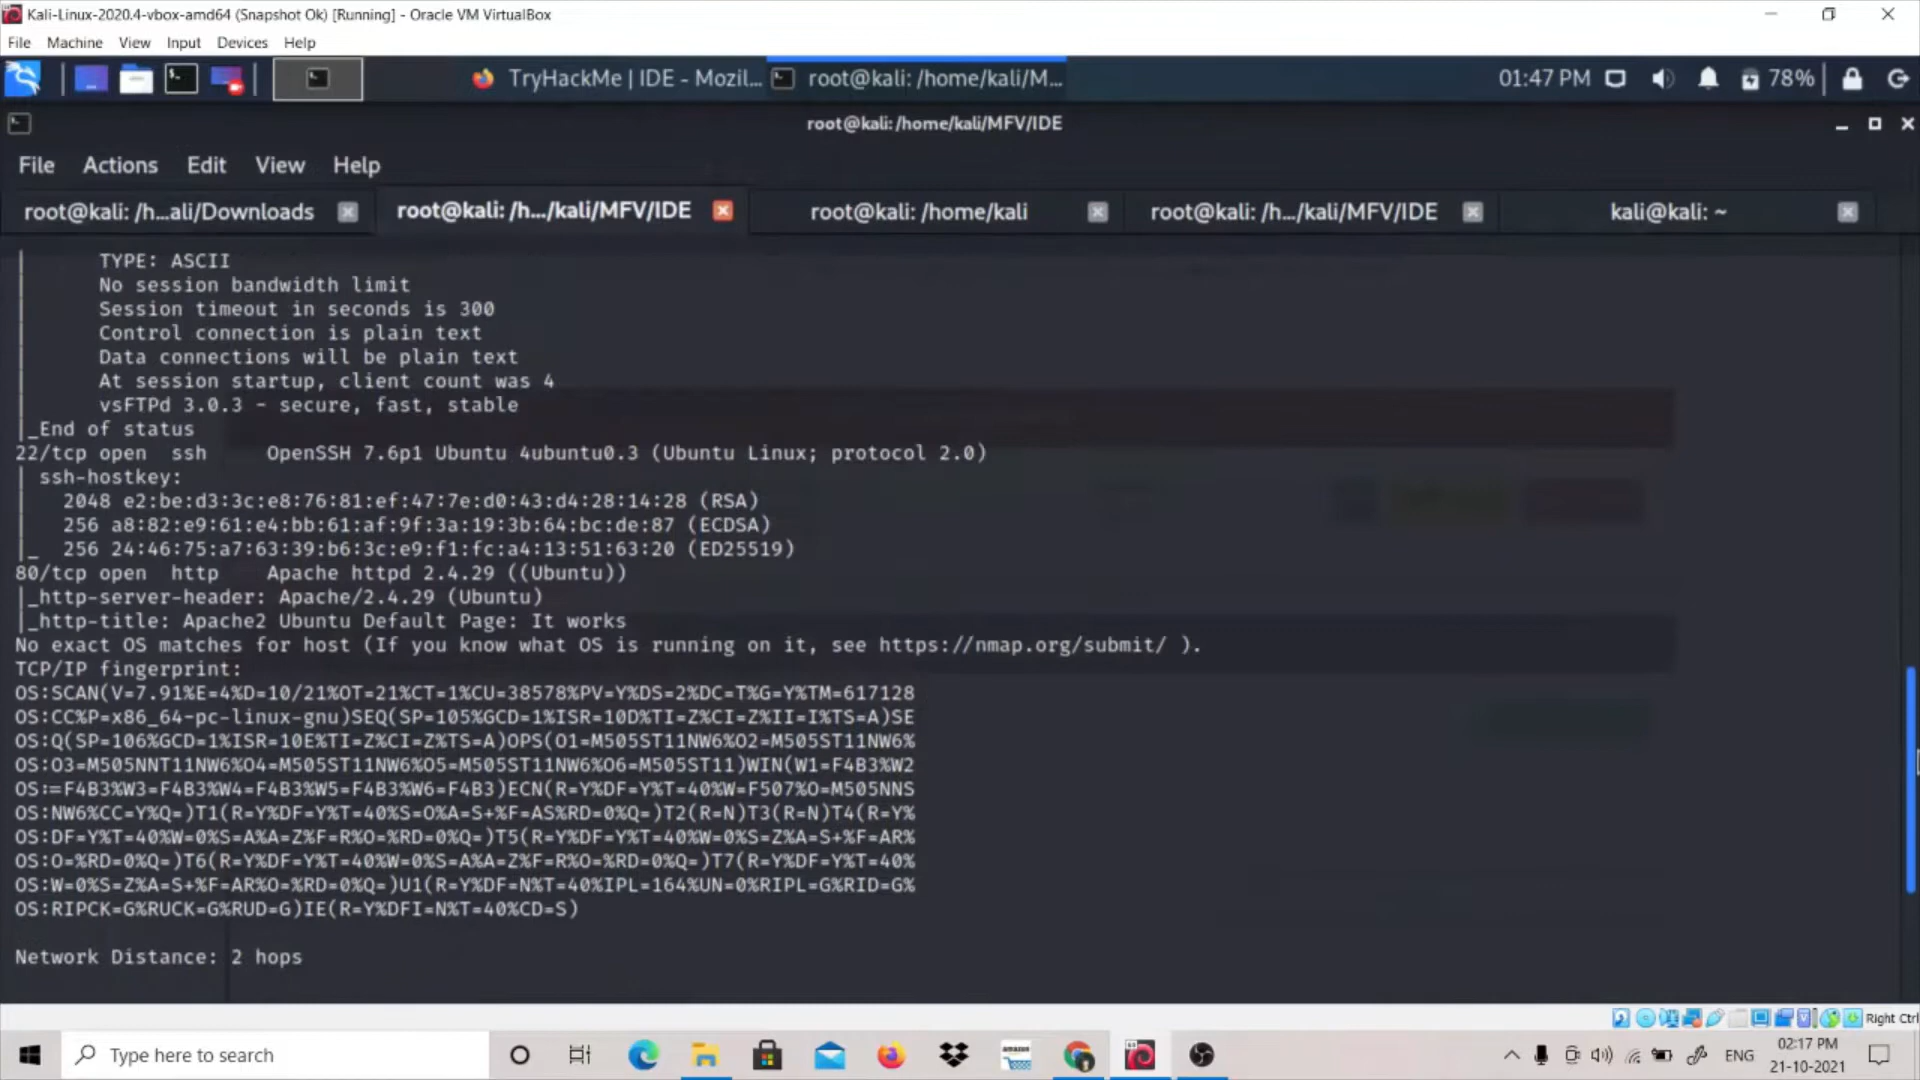 Kali-Linux-2020.4-vbox-amd64 (Snapshot Ok) [Running] - Oracle VM VirtualBox
File Machine View Input Devices Help
TryHackMe | IDE - Mozil...
root@kali: /home/kali/M...
01:47 PM
78%
root@kali:/home/kali/MFV/IDE
File Actions Edit View Help
root@kali: /h...ali/Downloads
root@kali: /h.../kali/MFV/IDE
root@kali: /home/kali
root@kali: /h.../kali/MFV/IDE
kali@kali: ~
| TYPE: ASCII
| No session bandwidth limit
| Session timeout in seconds is 300
| Control connection is plain text
| Data connections will be plain text
| At session startup, client count was 4
| vsFTPd 3.0.3 - secure, fast, stable
|_End of status
22/tcp open ssh OpenSSH 7.6p1 Ubuntu 4ubuntu0.3 (Ubuntu Linux; protocol 2.0)
| ssh-hostkey:
| 2048 e2:be:d3:3c:e8:76:81:ef:47:7e:d0:43:d4:28:14:28 (RSA)
| 256 a8:82:e9:61:e4:bb:61:af:9f:3a:19:3b:64:bc:de:87 (ECDSA)
|_ 256 24:46:75:a7:63:39:b6:3c:e9:f1:fc:a4:13:51:63:20 (ED25519)
80/tcp open http Apache httpd 2.4.29 ((Ubuntu))
|_http-server-header: Apache/2.4.29 (Ubuntu)
|_http-title: Apache2 Ubuntu Default Page: It works
No exact OS matches for host (If you know what OS is running on it, see https://nmap.org/submit/ ).
TCP/IP fingerprint:
OS:SCAN(V=7.91%E=4%D=10/21%OT=21%CT=1%CU=38578%PV=Y%DS=2%DC=T%G=Y%TM=617128
OS:CC%P=x86_64-pc-linux-gnu)SEQ(SP=105%GCD=1%ISR=10D%TI=Z%CI=Z%II=I%TS=A)SE
OS:Q(SP=106%GCD=1%ISR=10E%TI=Z%CI=Z%TS=A)OPS(O1=M505ST11NW6%O2=M505ST11NW6%
OS:O3=M505NNT11NW6%O4=M505ST11NW6%O5=M505ST11NW6%O6=M505ST11)WIN(W1=F4B3%W2
OS:=F4B3%W3=F4B3%W4=F4B3%W5=F4B3%W6=F4B3)ECN(R=Y%DF=Y%T=40%W=F507%O=M505NNS
OS:NW6%CC=Y%Q=)T1(R=Y%DF=Y%T=40%S=O%A=S+%F=AS%RD=0%Q=)T2(R=N)T3(R=N)T4(R=Y%
OS:DF=Y%T=40%W=0%S=A%A=Z%F=R%O=%RD=0%Q=)T5(R=Y%DF=Y%T=40%W=0%S=Z%A=S+%F=AR%
OS:O=%RD=0%Q=)T6(R=Y%DF=Y%T=40%W=0%S=A%A=Z%F=R%O=%RD=0%Q=)T7(R=Y%DF=Y%T=40%
OS:W=0%S=Z%A=S+%F=AR%O=%RD=0%Q=)U1(R=Y%DF=N%T=40%IPL=164%UN=0%RIPL=G%RID=G%
OS:RIPCK=G%RUCK=G%RUD=G)IE(R=Y%DFI=N%T=40%CD=S)
Network Distance: 2 hops
Right Ctrl
Type here to search
amazon
ENG
02:17 PM
21-10-2021